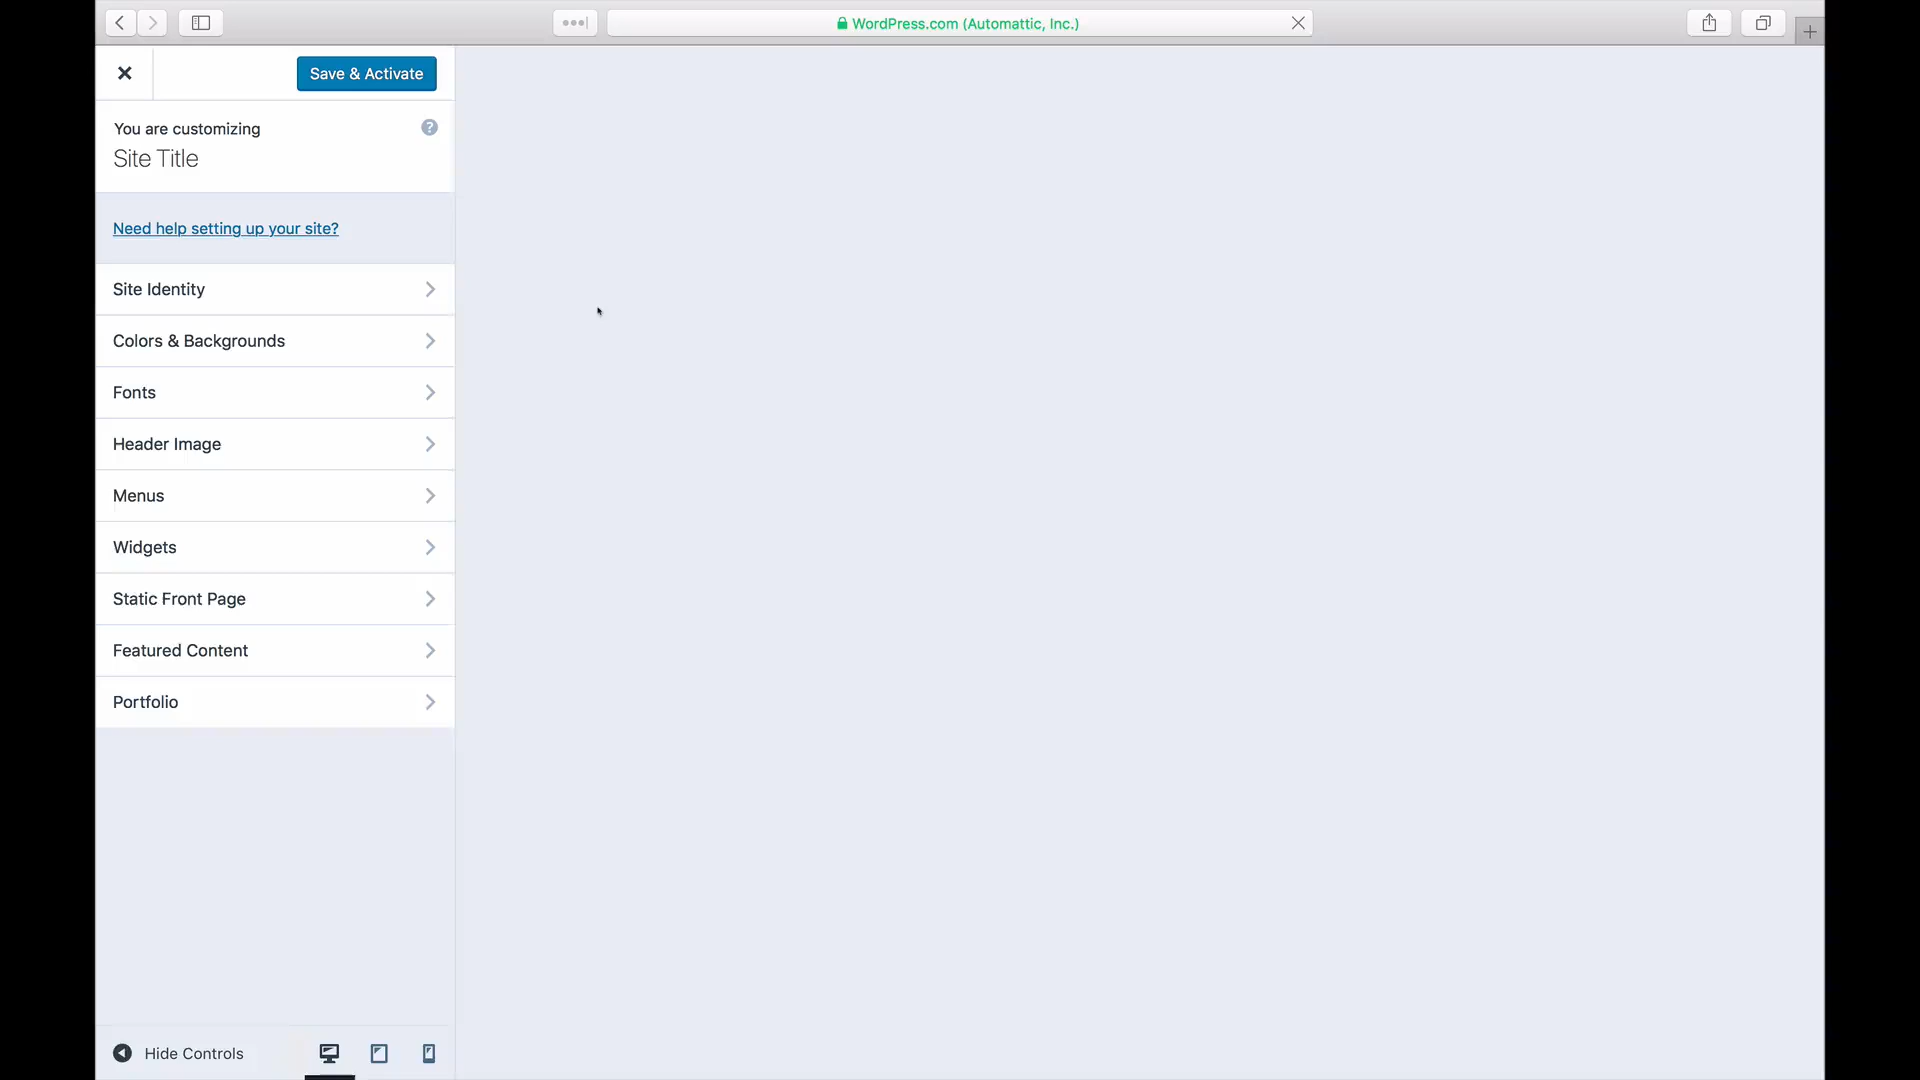 WordPress.com (Automattic, Inc.)
Save & Activate
You are customizing
Site Title
Need help setting up your site?
Site Identity
Colors & Backgrounds
Fonts
Header Image
Menus
Widgets
Static Front Page
Featured Content
Portfolio
Hide Controls